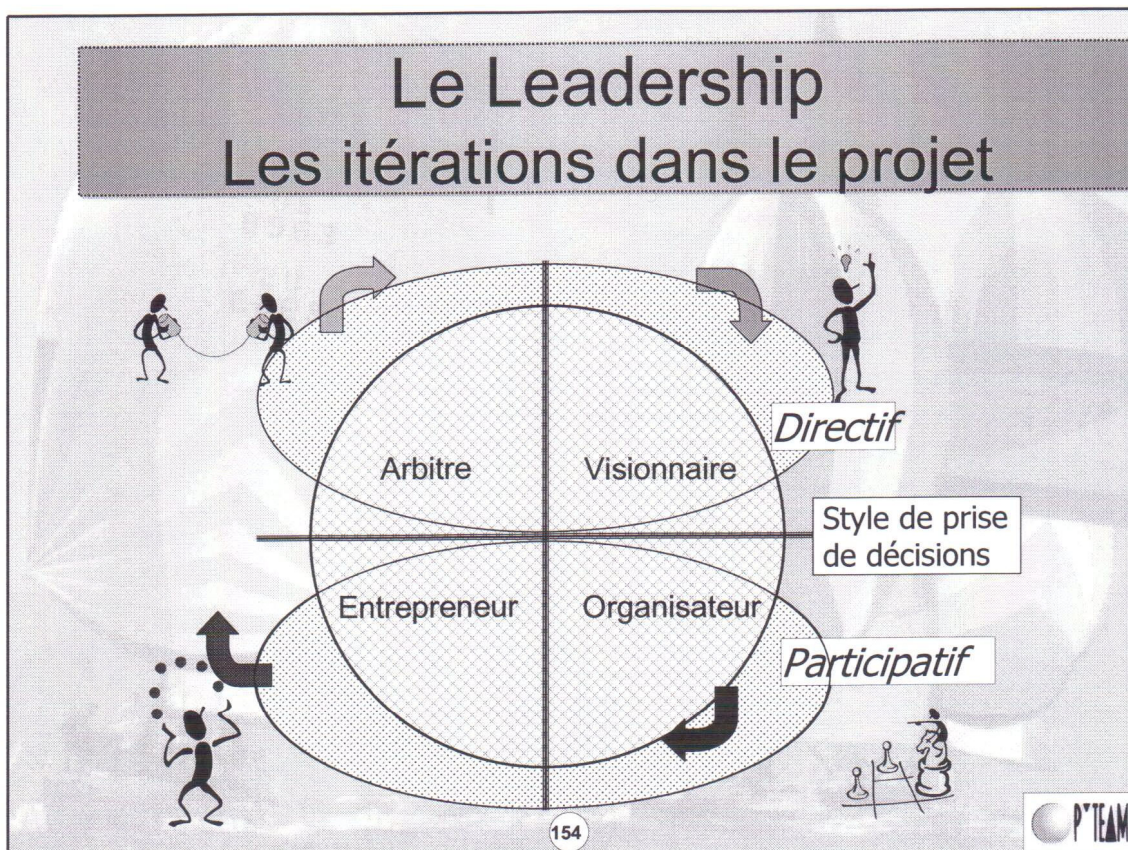 Le Leadership
Les itérations dans le projet
Directif
Arbitre
Visionnaire
Style de prise
de décisions
Entrepreneur
Organisateur
Participatif
154
P'TEAM